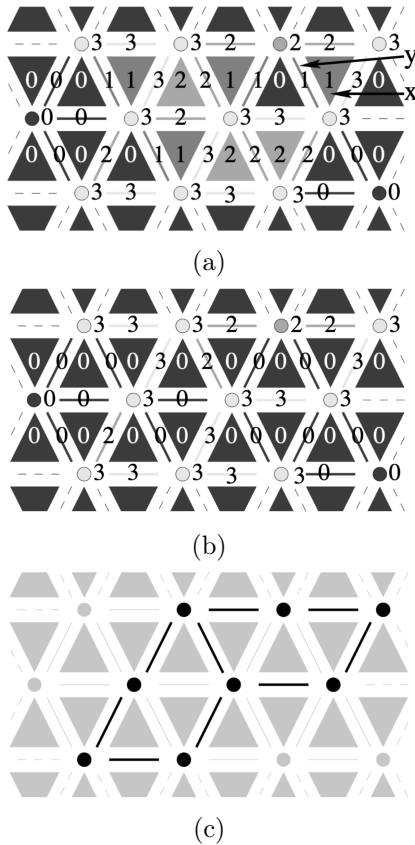 3 3 3 2 2 2 3
y
0 0 0 1 1 3 2 2 1 1 0 1 1 3 0
x
0 0 3 2 3 3 3
0 0 0 2 0 1 1 3 2 2 2 2 0 0 0
3 3 3 3 3 0 0
(a)
3 3 3 2 2 2 3
0 0 0 0 0 3 0 2 0 0 0 0 0 3 0
0 0 3 0 3 3 3
0 0 0 2 0 0 0 3 0 0 0 0 0 0 0
3 3 3 3 3 0 0
(b)
(c)